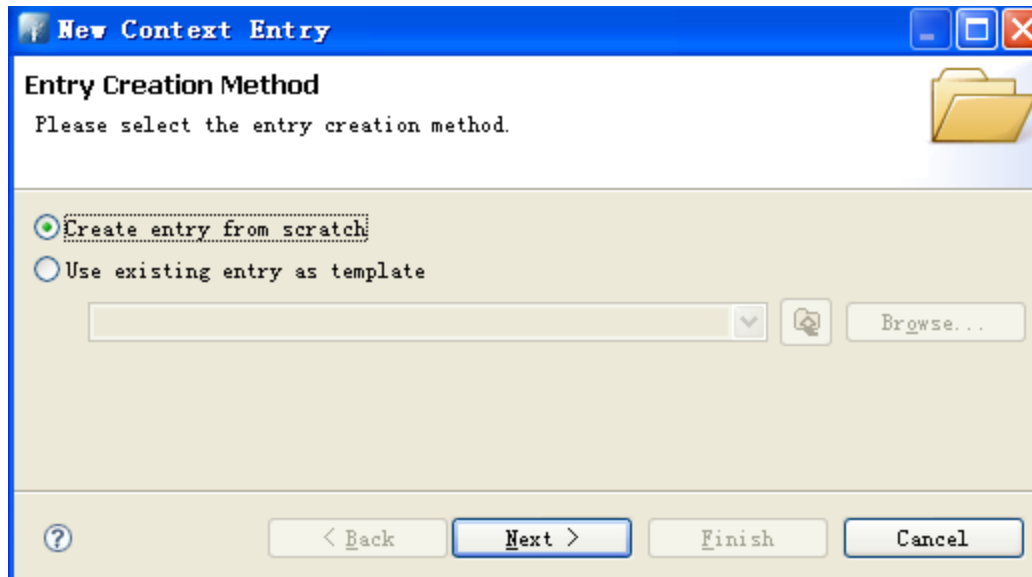 New Context Entry
Entry Creation Method
Please select the entry creation method.
Create entry from scratch
Use existing entry as template
Browse...
?
< Back
Next >
Finish
Cancel